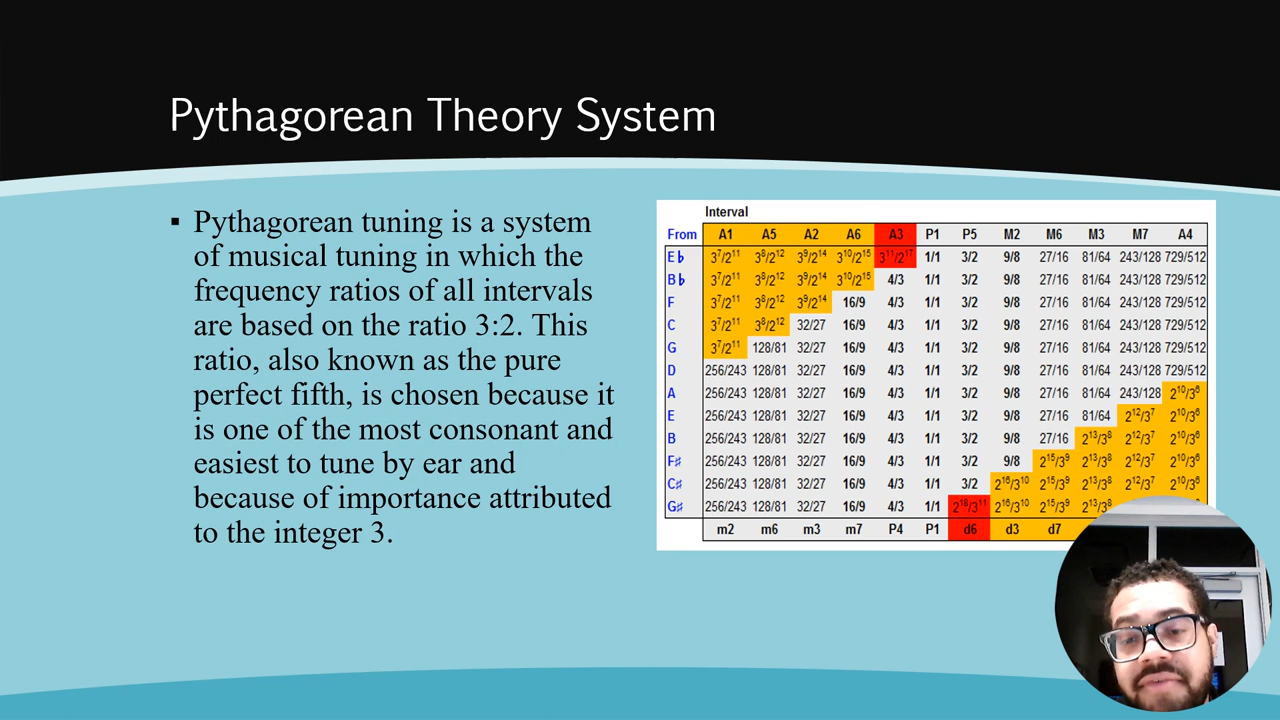 Pythagorean Theory System
▪ Pythagorean tuning is a system
of musical tuning in which the
frequency ratios of all intervals
are based on the ratio 3:2. This
ratio, also known as the pure
perfect fifth, is chosen because it
is one of the most consonant and
easiest to tune by ear and
because of importance attributed
to the integer 3.
Interval
From A1 A5 A2 A6 A3 P1 P5 M2 M6 M3 M7 A4
E♭ 3⁷/2¹¹ 3⁸/2¹² 3⁹/2¹⁴ 3¹⁰/2¹⁵ 3¹¹/2¹⁷ 1/1 3/2 9/8 27/16 81/64 243/128 729/512
B♭ 3⁷/2¹¹ 3⁸/2¹² 3⁹/2¹⁴ 3¹⁰/2¹⁵ 4/3 1/1 3/2 9/8 27/16 81/64 243/128 729/512
F 3⁷/2¹¹ 3⁸/2¹² 3⁹/2¹⁴ 16/9 4/3 1/1 3/2 9/8 27/16 81/64 243/128 729/512
C 3⁷/2¹¹ 3⁸/2¹² 32/27 16/9 4/3 1/1 3/2 9/8 27/16 81/64 243/128 729/512
G 3⁷/2¹¹ 128/81 32/27 16/9 4/3 1/1 3/2 9/8 27/16 81/64 243/128 729/512
D 256/243 128/81 32/27 16/9 4/3 1/1 3/2 9/8 27/16 81/64 243/128 729/512
A 256/243 128/81 32/27 16/9 4/3 1/1 3/2 9/8 27/16 81/64 243/128 2¹⁰/3⁶
E 256/243 128/81 32/27 16/9 4/3 1/1 3/2 9/8 27/16 81/64 2¹²/3⁷ 2¹⁰/3⁶
B 256/243 128/81 32/27 16/9 4/3 1/1 3/2 9/8 27/16 2¹³/3⁸ 2¹²/3⁷ 2¹⁰/3⁶
F♯ 256/243 128/81 32/27 16/9 4/3 1/1 3/2 9/8 2¹⁵/3⁹ 2¹³/3⁸ 2¹²/3⁷ 2¹⁰/3⁶
C♯ 256/243 128/81 32/27 16/9 4/3 1/1 3/2 2¹⁶/3¹⁰ 2¹⁵/3⁹ 2¹³/3⁸ 2¹²/3⁷ 2¹⁰/3⁶
G♯ 256/243 128/81 32/27 16/9 4/3 1/1 2¹⁸/3¹¹ 2¹⁶/3¹⁰ 2¹⁵/3⁹ 2¹³/3⁸
m2 m6 m3 m7 P4 P1 d6 d3 d7